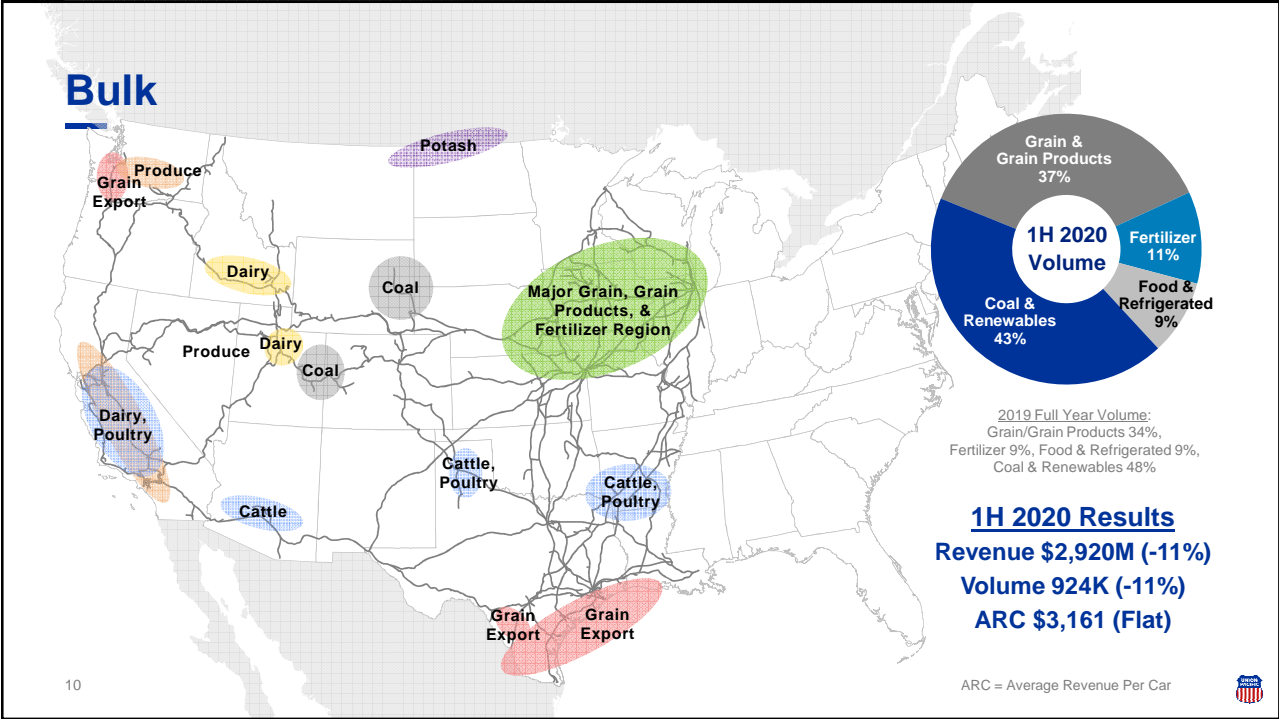 Bulk
Potash
Produce
Grain
Export
Dairy
Coal
Major Grain, Grain
Products, &
Fertilizer Region
Produce
Dairy
Coal
Dairy,
Poultry
Cattle,
Poultry
Cattle,
Poultry
Cattle
Grain
Export
Grain
Export
Grain &
Grain Products
37%
1H 2020
Volume
Fertilizer
11%
Food &
Refrigerated
9%
Coal &
Renewables
43%
2019 Full Year Volume:
Grain/Grain Products 34%,
Fertilizer 9%, Food & Refrigerated 9%,
Coal & Renewables 48%
1H 2020 Results
Revenue $2,920M (-11%)
Volume 924K (-11%)
ARC $3,161 (Flat)
10
ARC = Average Revenue Per Car
UNION
PACIFIC